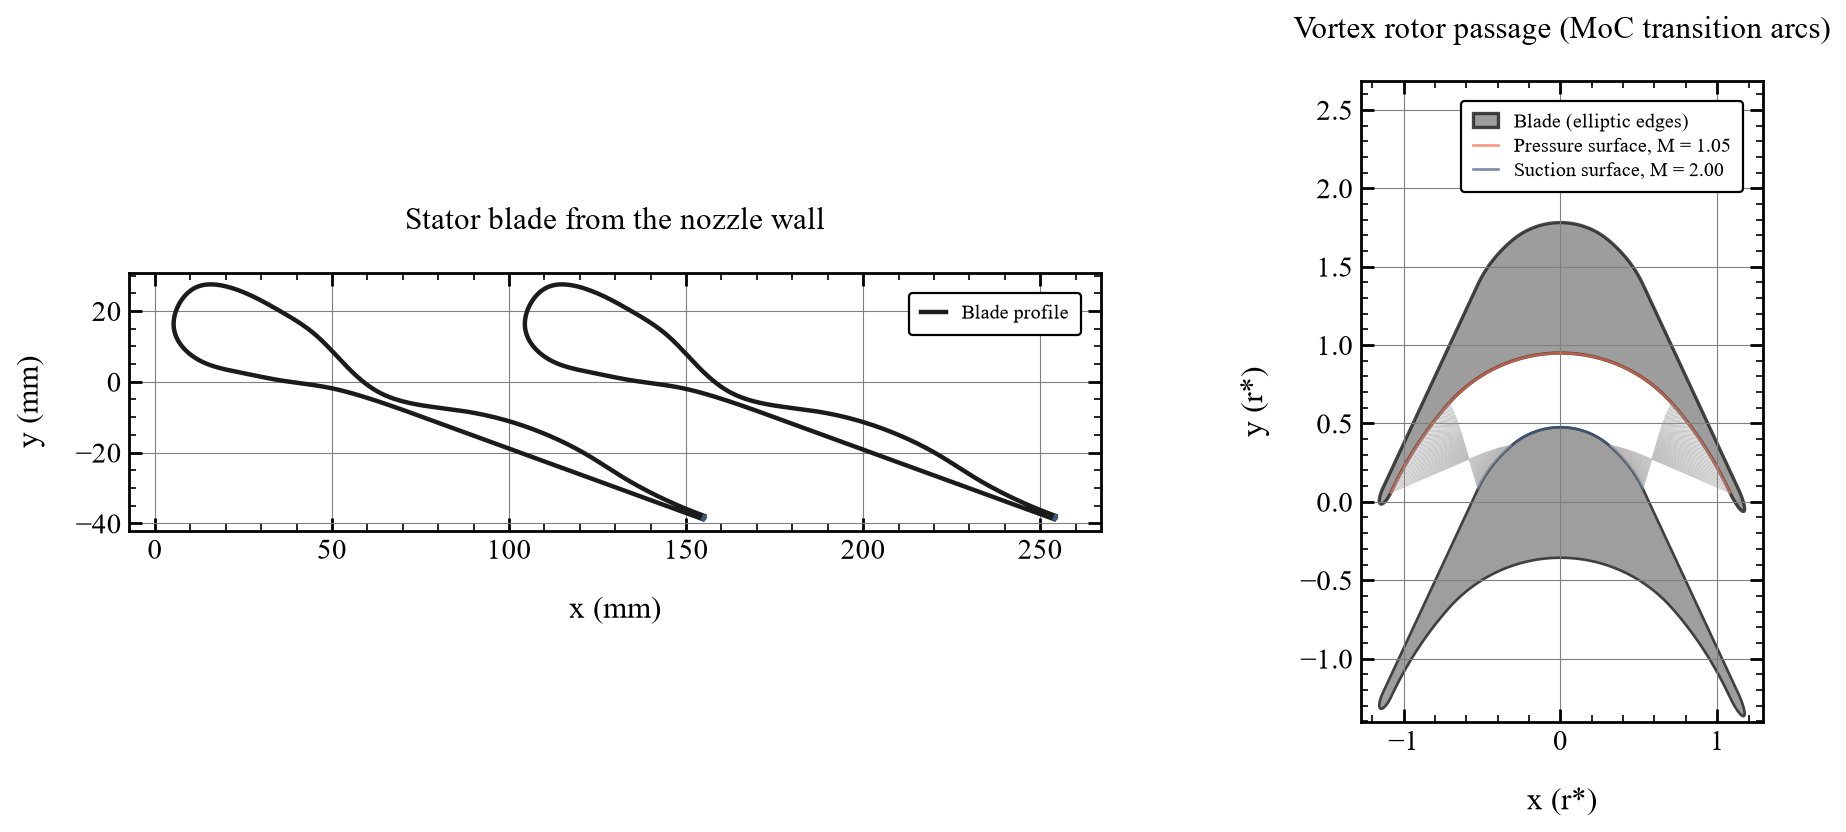 Stator blade from the nozzle wall
Blade profile
y (mm)
20
0
−20
−40
0 50 100 150 200 250
x (mm)
Vortex rotor passage (MoC transition arcs)
Blade (elliptic edges)
Pressure surface, M = 1.05
Suction surface, M = 2.00
y (r*)
2.5
2.0
1.5
1.0
0.5
0.0
−0.5
−1.0
−1 0 1
x (r*)